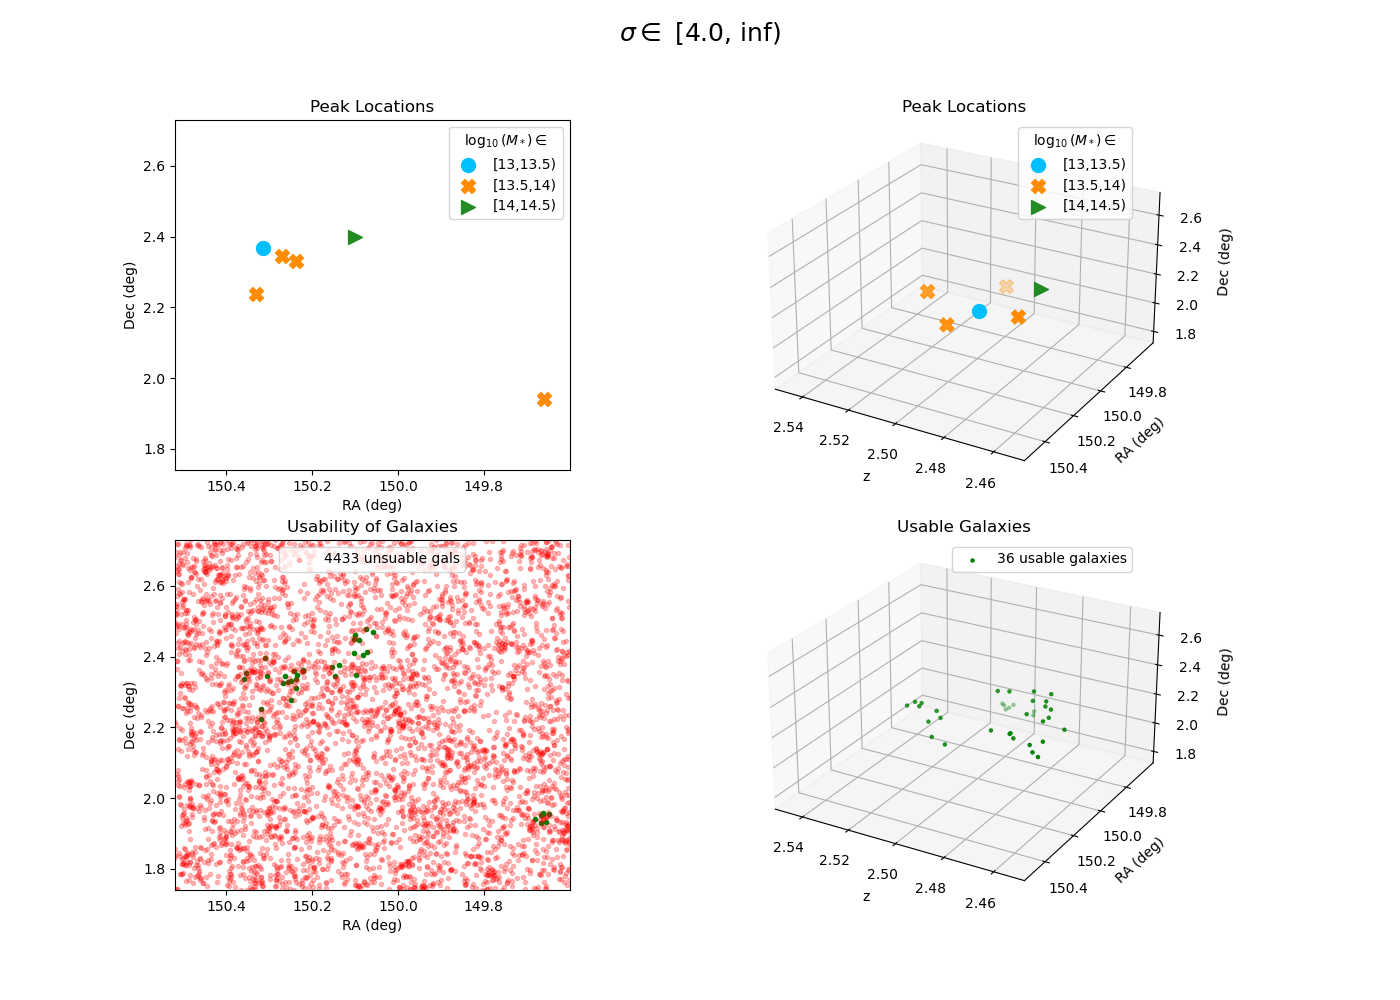 σ ∈ [4.0, inf)
Peak Locations
log₁₀(M*) ∈
[13,13.5)
[13.5,14)
[14,14.5)
2.6
2.4
2.2
2.0
1.8
Dec (deg)
150.4 150.2 150.0 149.8
RA (deg)
Peak Locations
log₁₀(M*) ∈
[13,13.5)
[13.5,14)
[14,14.5)
2.6
2.4
2.2
2.0
1.8
Dec (deg)
149.8
150.0
150.2
150.4
RA (deg)
2.54
2.52
2.50
2.48
2.46
z
Usability of Galaxies
4433 unsuable gals
2.6
2.4
2.2
2.0
1.8
Dec (deg)
150.4 150.2 150.0 149.8
RA (deg)
Usable Galaxies
36 usable galaxies
2.6
2.4
2.2
2.0
1.8
Dec (deg)
149.8
150.0
150.2
150.4
RA (deg)
2.54
2.52
2.50
2.48
2.46
z